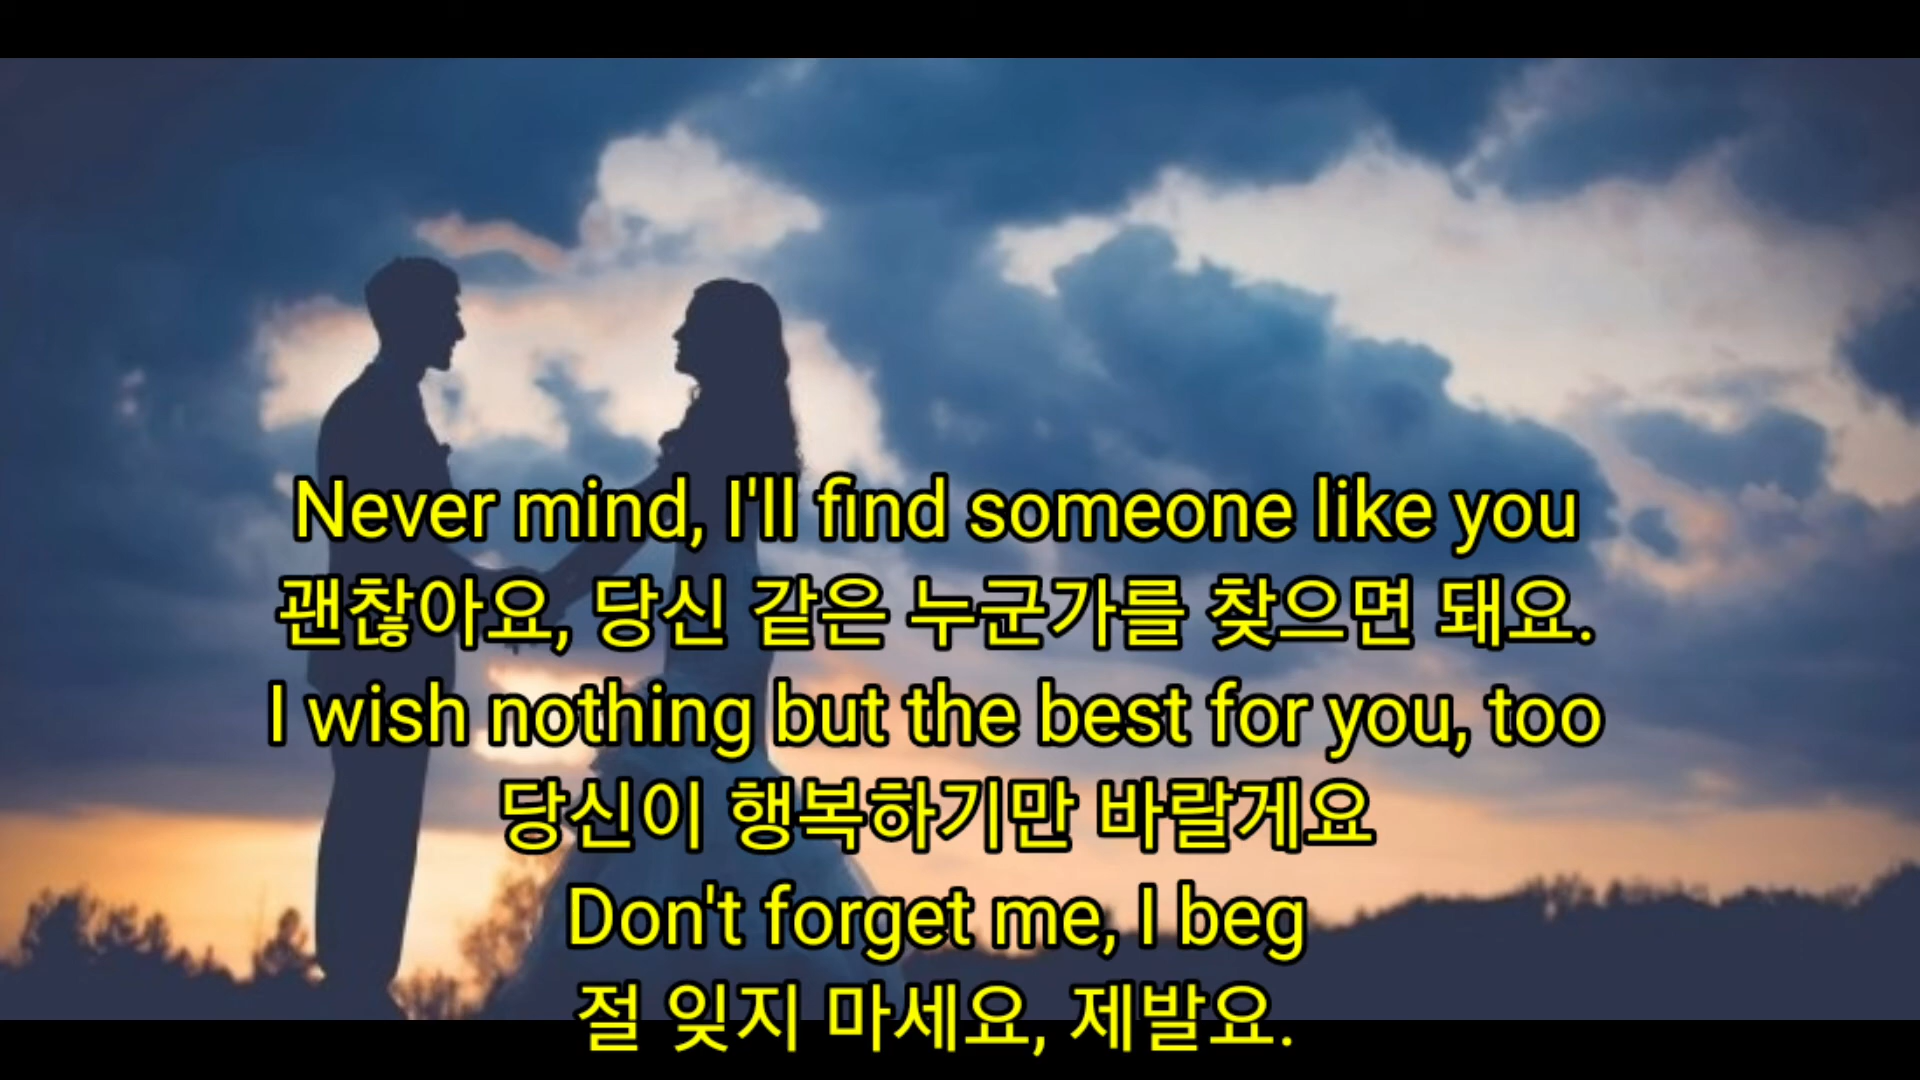 Never mind, I'll find someone like you
괜찮아요, 당신 같은 누군가를 찾으면 돼요.
I wish nothing but the best for you, too
당신이 행복하기만 바랄게요
Don't forget me, I beg
절 잊지 마세요, 제발요.